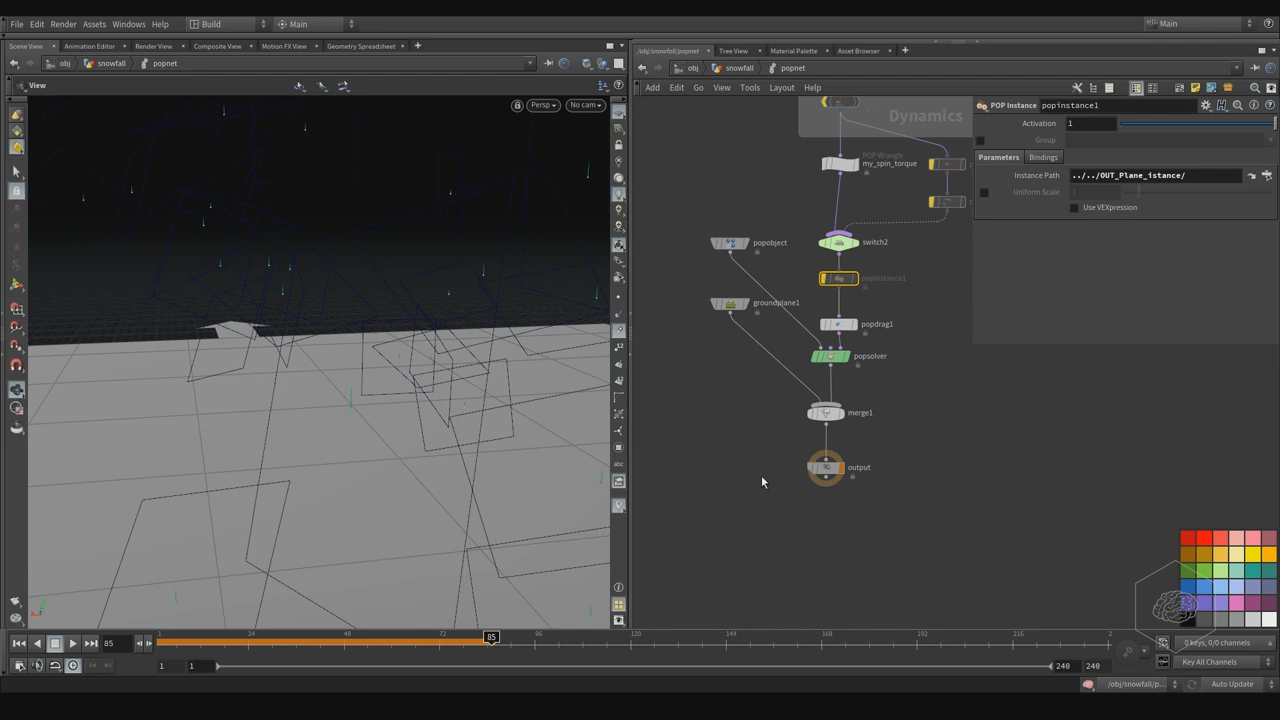 File Edit Render Assets Windows Help
Build
Main
Main
Scene View
Animation Editor
Render View
Composite View
Motion FX View
Geometry Spreadsheet
/obj/snowfall/popnet
Tree View
Material Palette
Asset Browser
obj snowfall popnet
obj snowfall popnet
View
Add Edit Go View Tools Layout Help
Persp
No cam
Dynamics
POP Wrangle
my_spin_torque
popobject
switch2
popinstance1
groundplane1
popdrag1
popsolver
merge1
output
POP Instance popinstance1
Activation 1
Group
Parameters Bindings
Instance Path ../../OUT_Plane_istance/
Uniform Scale 1
Use VEXpression
abc
85
1 24 48 72 85 96 120 144 168 192 216 2
1 1 240 240
0 keys, 0/0 channels
Key All Channels
/obj/snowfall/p...
Auto Update